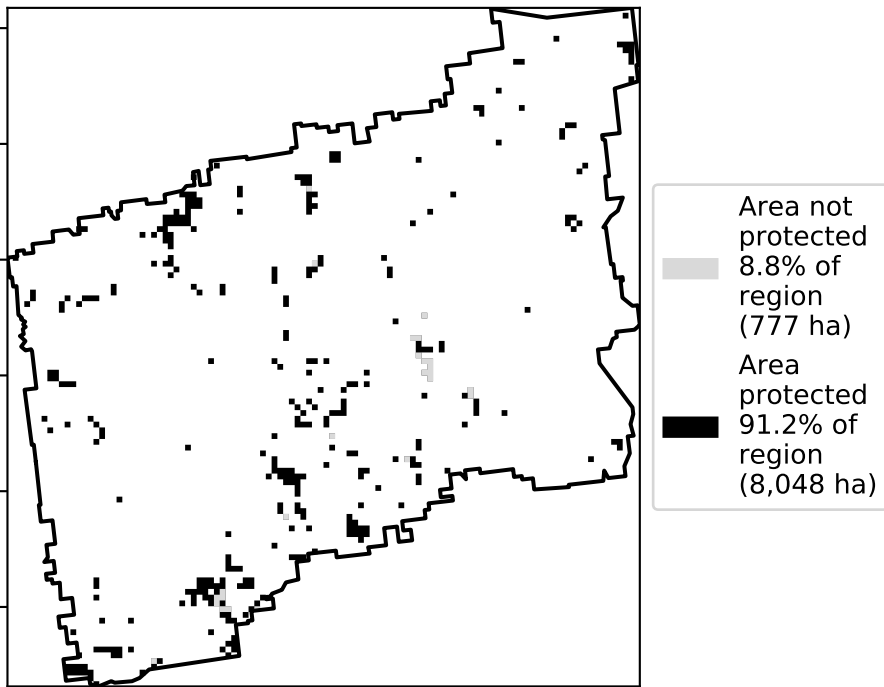 Area not
protected
8.8% of
region
(777 ha)
Area
protected
91.2% of
region
(8,048 ha)